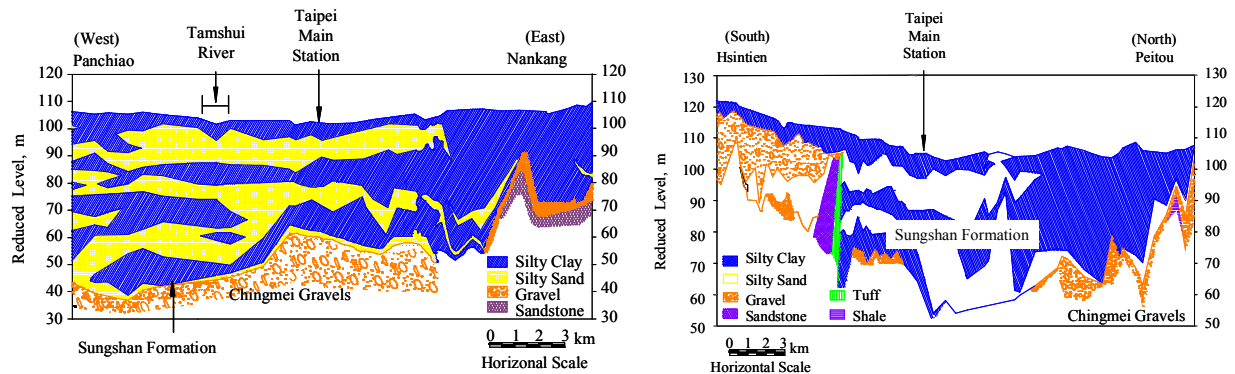 (West)
Panchiao
Tamshui
River
Taipei
Main
Station
(East)
Nankang
120
110
100
90
80
70
60
50
40
30
Reduced Level, m
120
110
100
90
80
70
60
50
40
30
Silty Clay
Silty Sand
Gravel
Sandstone
Chingmei Gravels
Sungshan Formation
0 1 2 3 km
Horizonal Scale
(South)
Hsintien
Taipei
Main
Station
(North)
Peitou
130
120
110
100
90
80
70
60
50
Reduced Level, m
130
120
110
100
90
80
70
60
50
Sungshan Formation
Silty Clay
Silty Sand
Gravel
Tuff
Sandstone
Shale
Chingmei Gravels
0 1 2 3 km
Horizontal Scale